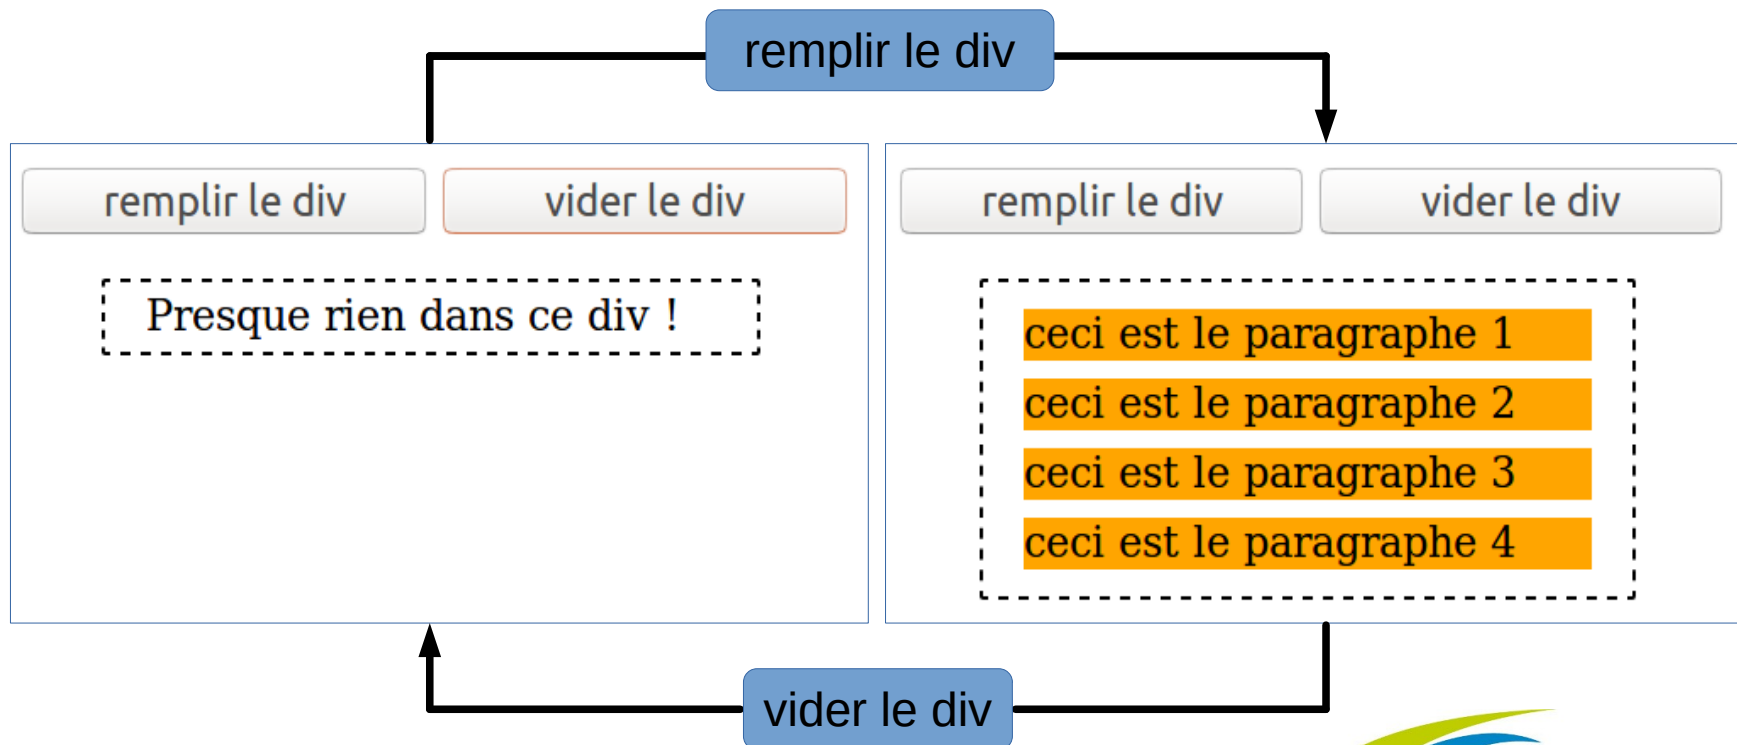 remplir le div
remplir le div
vider le div
Presque rien dans ce div !
remplir le div
vider le div
ceci est le paragraphe 1
ceci est le paragraphe 2
ceci est le paragraphe 3
ceci est le paragraphe 4
vider le div